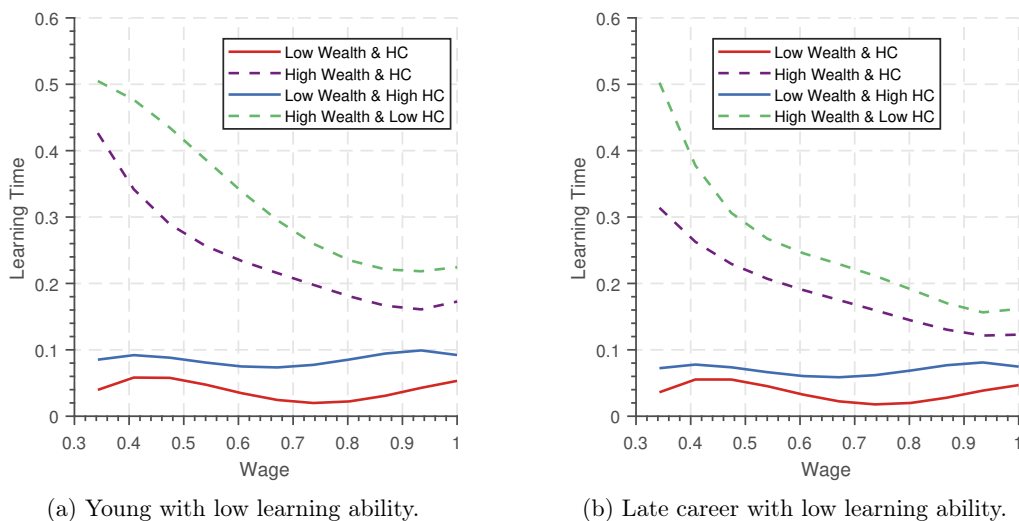 0.6
0.5
0.4
0.3
0.2
0.1
0
Learning Time
0.3 0.4 0.5 0.6 0.7 0.8 0.9 1
Wage
Low Wealth & HC
High Wealth & HC
Low Wealth & High HC
High Wealth & Low HC
(a) Young with low learning ability.
0.6
0.5
0.4
0.3
0.2
0.1
0
Learning Time
0.3 0.4 0.5 0.6 0.7 0.8 0.9 1
Wage
Low Wealth & HC
High Wealth & HC
Low Wealth & High HC
High Wealth & Low HC
(b) Late career with low learning ability.